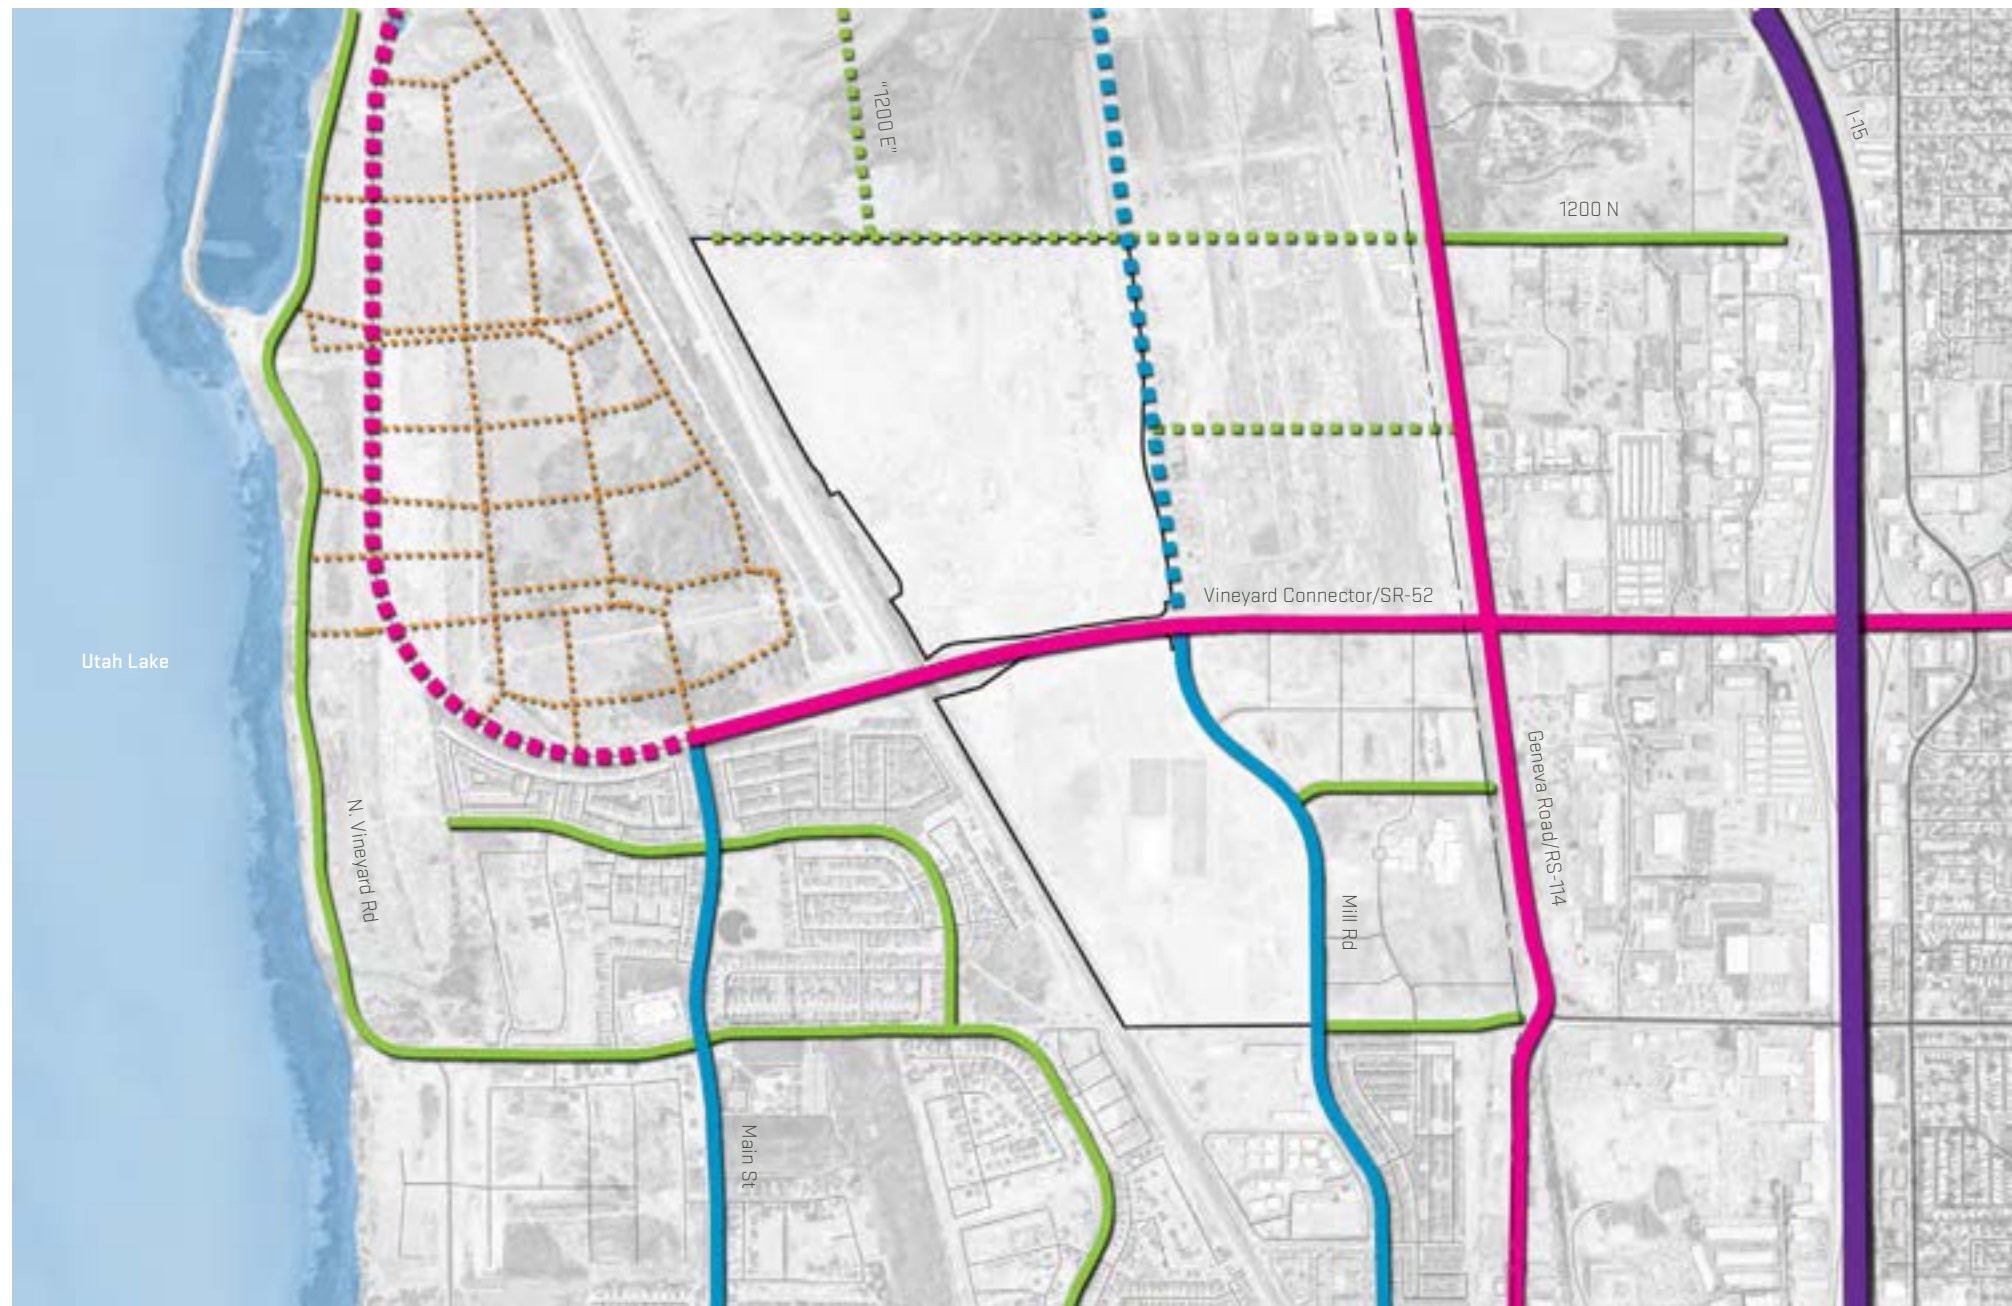 "1200 E"
I-15
1200 N
Vineyard Connector/SR-52
Utah Lake
Geneva Road/RS-114
N. Vineyard Rd
Mill Rd
Main St